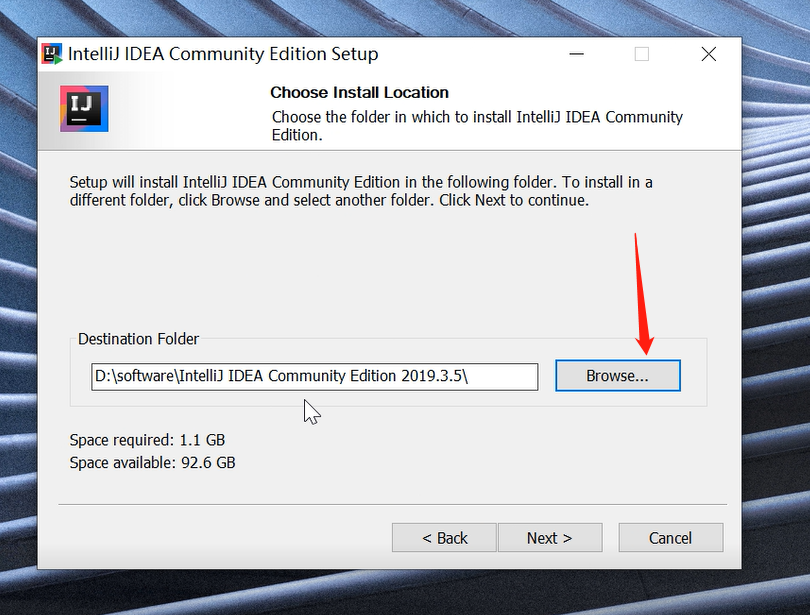 IntelliJ IDEA Community Edition Setup
IJ
Choose Install Location
Choose the folder in which to install IntelliJ IDEA Community
Edition.
Setup will install IntelliJ IDEA Community Edition in the following folder. To install in a
different folder, click Browse and select another folder. Click Next to continue.
Destination Folder
D:\software\IntelliJ IDEA Community Edition 2019.3.5\
Browse...
Space required: 1.1 GB
Space available: 92.6 GB
< Back
Next >
Cancel